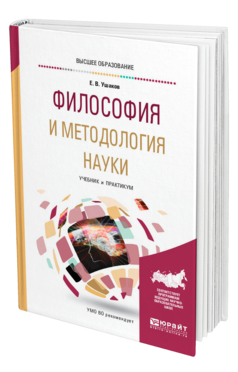 ВЫСШЕЕ ОБРАЗОВАНИЕ
Е. В. Ушаков
ФИЛОСОФИЯ
И МЕТОДОЛОГИЯ
НАУКИ
УЧЕБНИК и ПРАКТИКУМ
УМО ВО рекомендует
юрайт